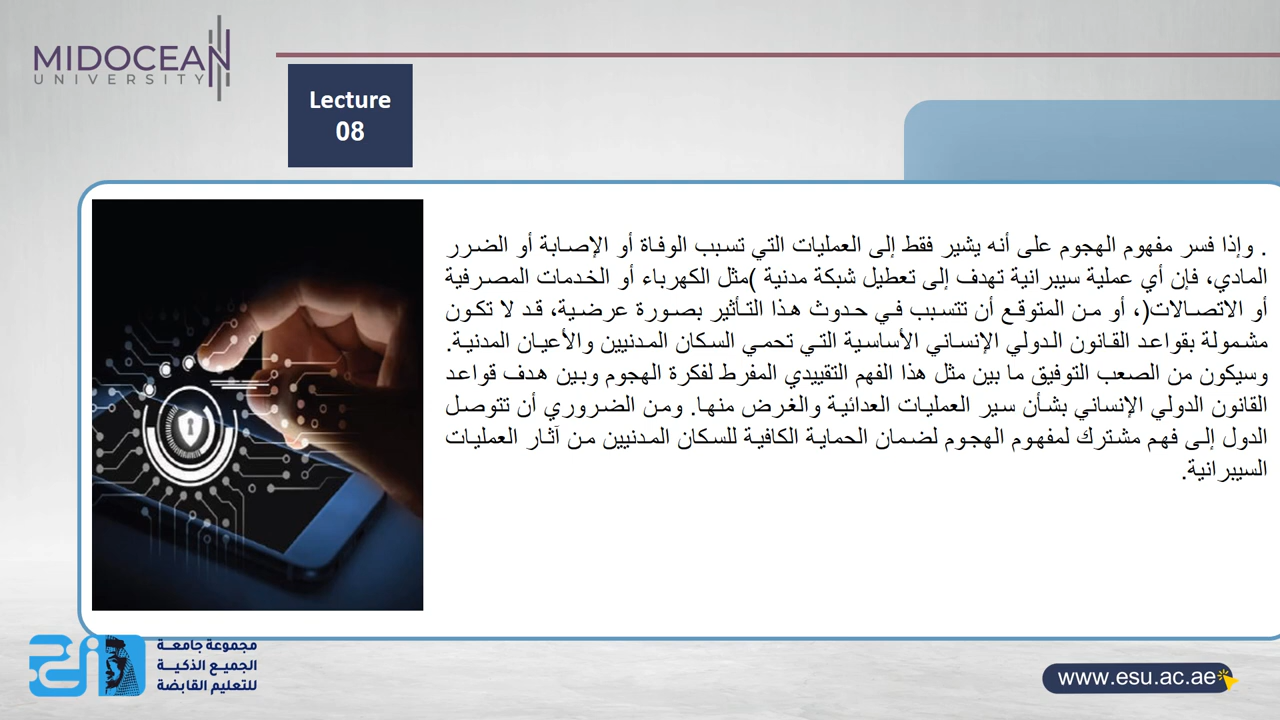 MIDOCEAN
UNIVERSITY
Lecture
08
. وإذا فسر مفهوم الهجوم على أنه يشير فقط إلى العمليات التي تسبب الوفاة أو الإصابة أو الضرر
المادي، فإن أي عملية سيبرانية تهدف إلى تعطيل شبكة مدنية )مثل الكهرباء أو الخدمات المصرفية
أو الاتصالات(، أو من المتوقع أن تتسبب في حدوث هذا التأثير بصورة عرضية، قد لا تكون
مشمولة بقواعد القانون الدولي الإنساني الأساسية التي تحمي السكان المدنيين والأعيان المدنية.
وسيكون من الصعب التوفيق ما بين مثل هذا الفهم التقييدي المفرط لفكرة الهجوم وبين هدف قواعد
القانون الدولي الإنساني بشأن سير العمليات العدائية والغرض منها. ومن الضروري أن تتوصل
الدول إلى فهم مشترك لمفهوم الهجوم لضمان الحماية الكافية للسكان المدنيين من آثار العمليات
السيبرانية.
مجموعة جامعة
الجميع الذكية
للتعليم القابضة
www.esu.ac.ae